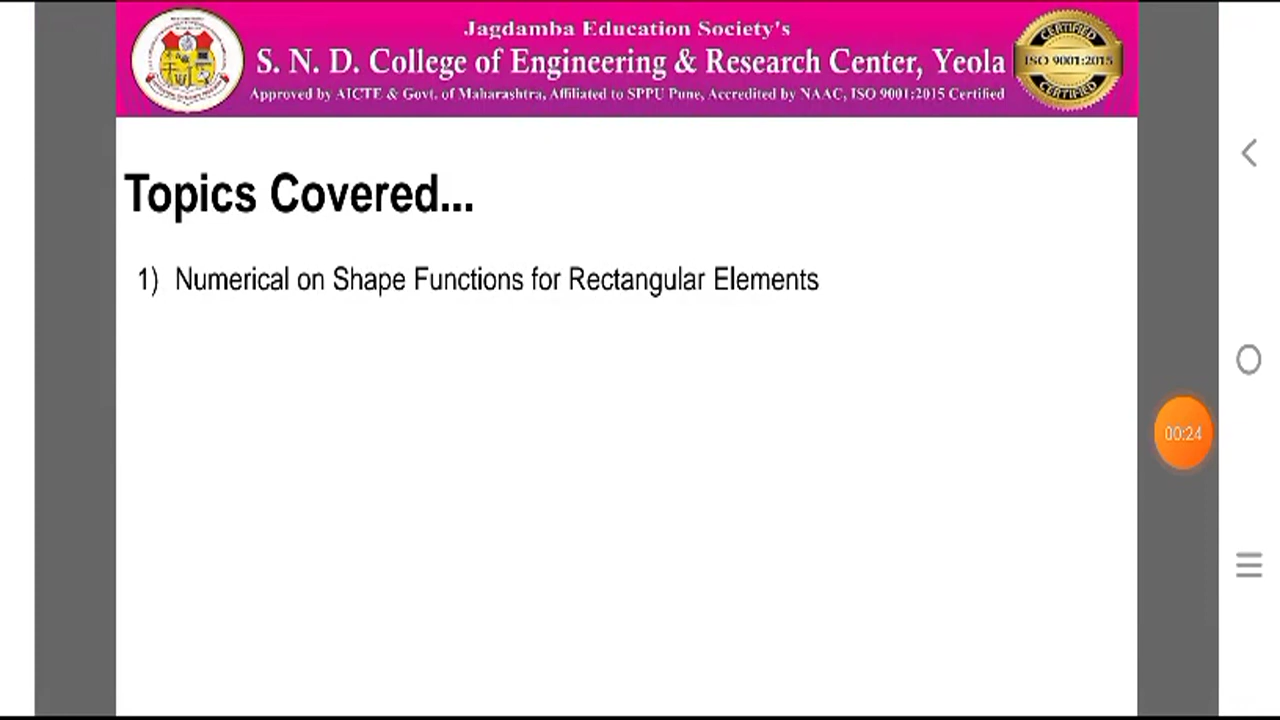 Jagdamba Education Society's
S. N. D. College of Engineering & Research Center, Yeola
Approved by AICTE & Govt. of Maharashtra, Affiliated to SPPU Pune, Accredited by NAAC, ISO 9001:2015 Certified
CERTIFIED
ISO 9001:2015
CERTIFIED
Topics Covered...
1) Numerical on Shape Functions for Rectangular Elements
00:24